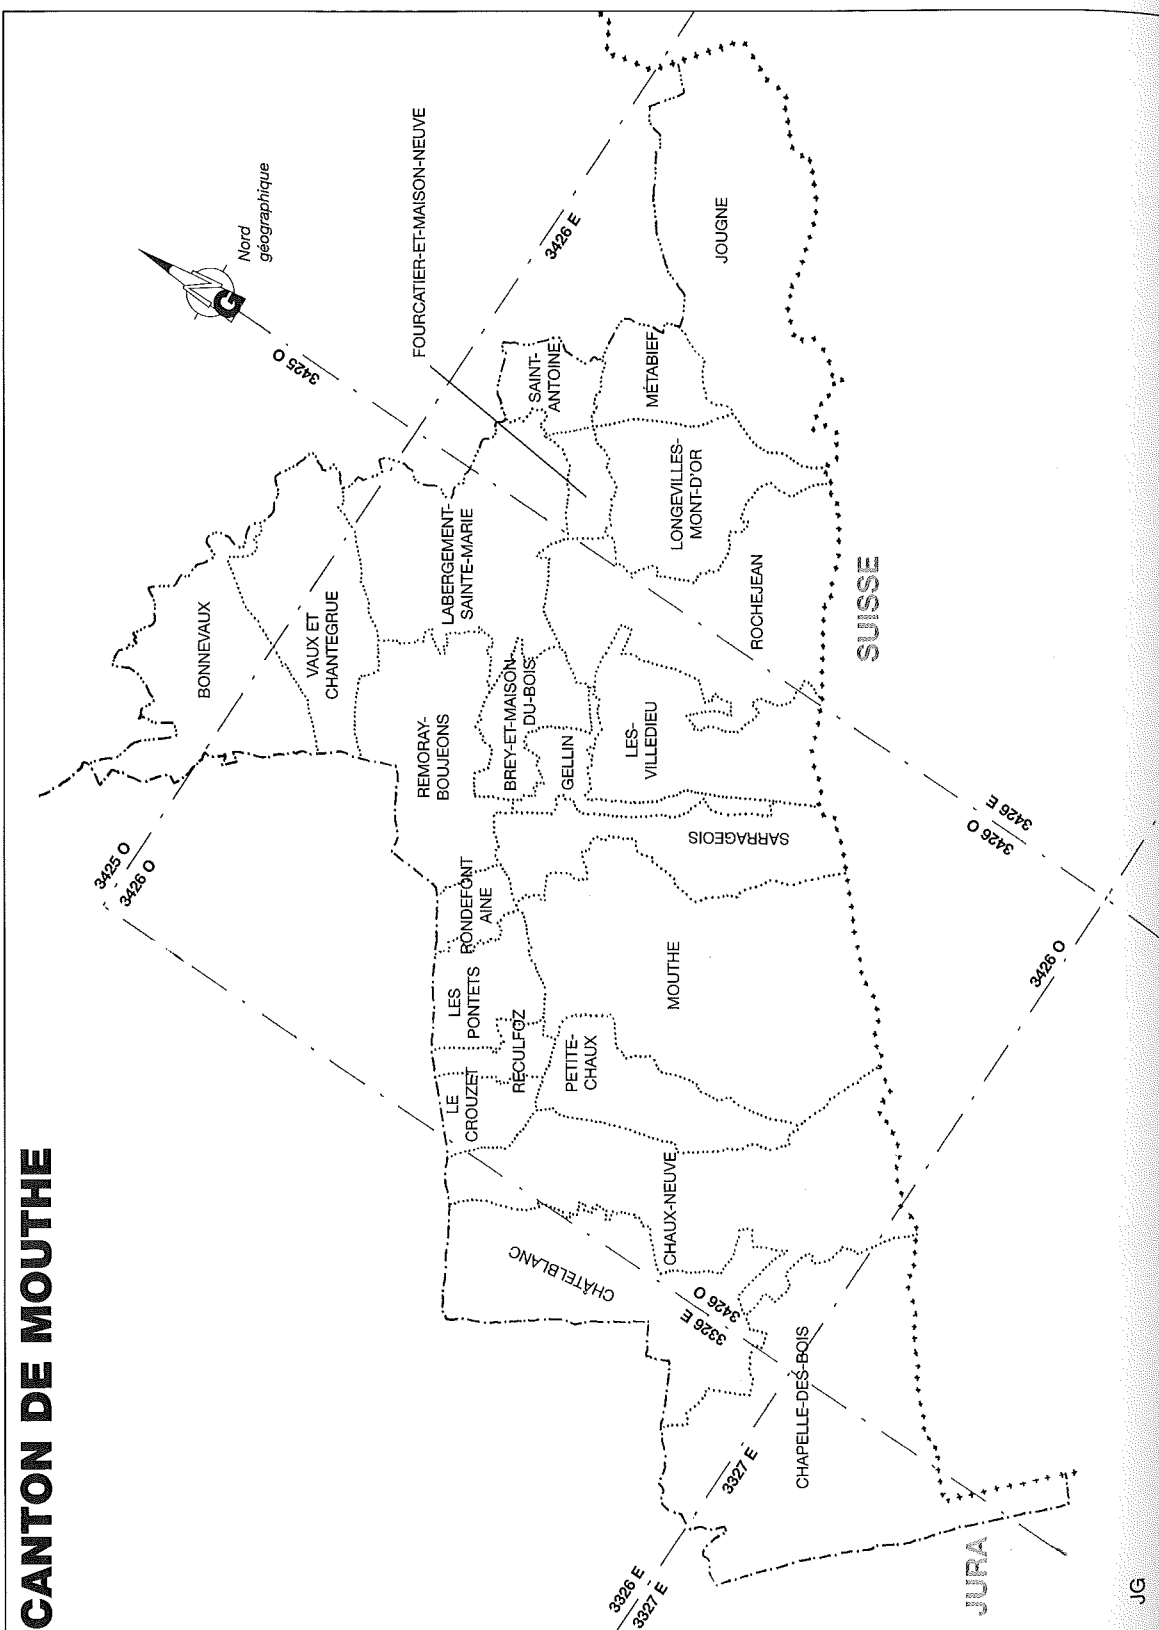 CANTON DE MOUTHE
Nord
géographique
FOURCATIER-ET-MAISON-NEUVE
3425 O
3426 E
BONNEVAUX
VAUX ET
CHANTEGRUE
LABERGEMENT-
SAINTE-MARIE
SAINT-
ANTOINE
MÉTABIEF
JOUGNE
LONGEVILLES-
MONT-D'OR
ROCHEJEAN
REMORAY-
BOUJEONS
BREY-ET-MAISON-
DU-BOIS
GELLIN
LES-
VILLEDIEU
SARRAGEOIS
3425 O
3426 O
RONDEFONT
AINE
LES
PONTETS
RECULFOZ
LE
CROUZET
PETITE-
CHAUX
MOUTHE
CHAUX-NEUVE
CHÂTELBLANC
CHAPELLE-DES-BOIS
3426 O
3326 E
3326 E
3327 E
3327 E
3426 E
3426 O
3426 O
SUISSE
JURA
JG
G